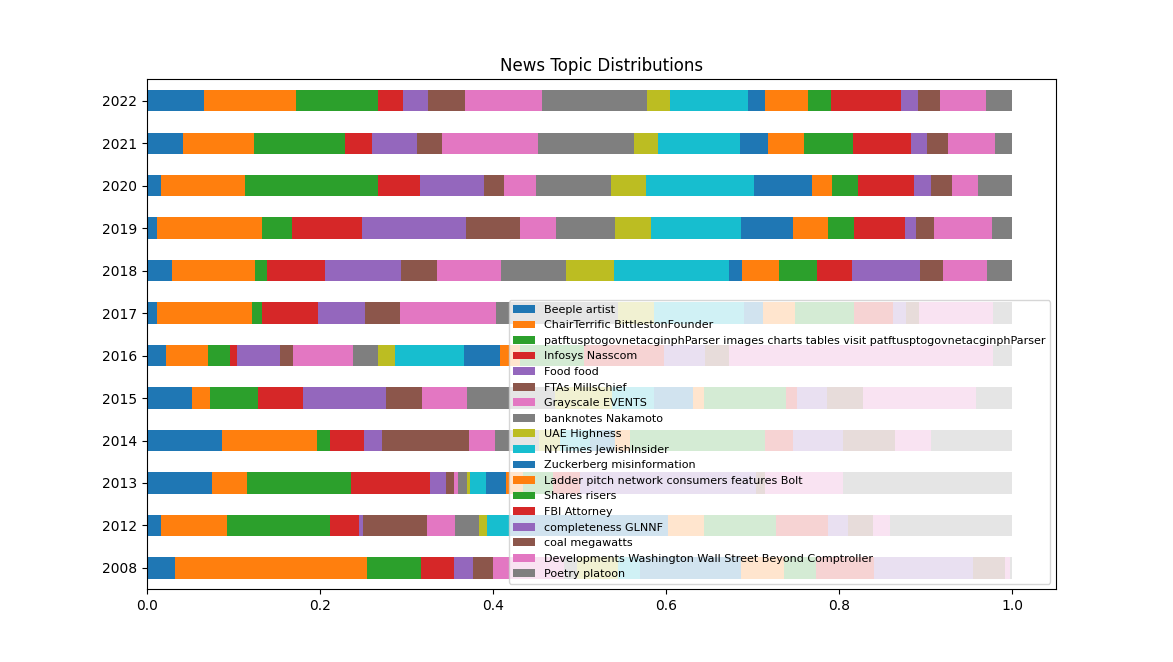 News Topic Distributions
2022
2021
2020
2019
2018
2017
2016
2015
2014
2013
2012
2008
Beeple artist
ChairTerrific BittlestonFounder
patftusptogovnetacginphParser images charts tables visit patftusptogovnetacginphParser
Infosys Nasscom
Food food
FTAs MillsChief
Grayscale EVENTS
banknotes Nakamoto
UAE Highness
NYTimes JewishInsider
Zuckerberg misinformation
Ladder pitch network consumers features Bolt
Shares risers
FBI Attorney
completeness GLNNF
coal megawatts
Developments Washington Wall Street Beyond Comptroller
Poetry platoon
0.0 0.2 0.4 0.6 0.8 1.0